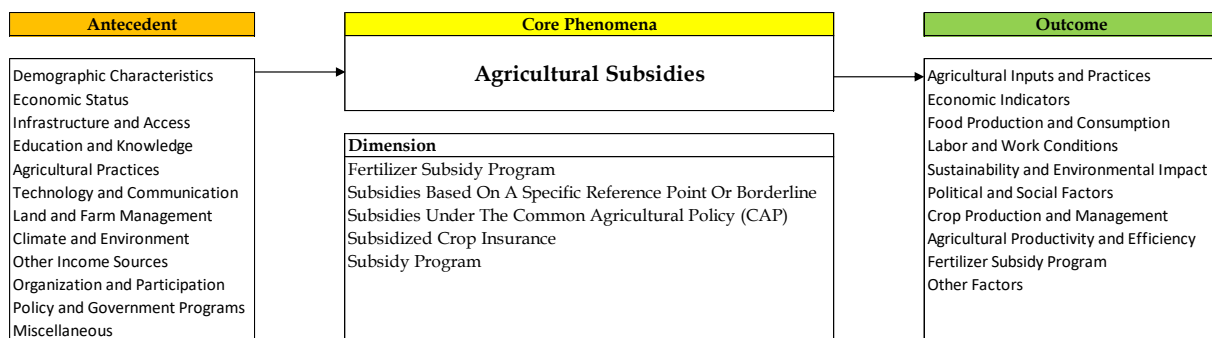 Antecedent
Demographic Characteristics
Economic Status
Infrastructure and Access
Education and Knowledge
Agricultural Practices
Technology and Communication
Land and Farm Management
Climate and Environment
Other Income Sources
Organization and Participation
Policy and Government Programs
Miscellaneous
Core Phenomena
Agricultural Subsidies
Dimension
Fertilizer Subsidy Program
Subsidies Based On A Specific Reference Point Or Borderline
Subsidies Under The Common Agricultural Policy (CAP)
Subsidized Crop Insurance
Subsidy Program
Outcome
Agricultural Inputs and Practices
Economic Indicators
Food Production and Consumption
Labor and Work Conditions
Sustainability and Environmental Impact
Political and Social Factors
Crop Production and Management
Agricultural Productivity and Efficiency
Fertilizer Subsidy Program
Other Factors